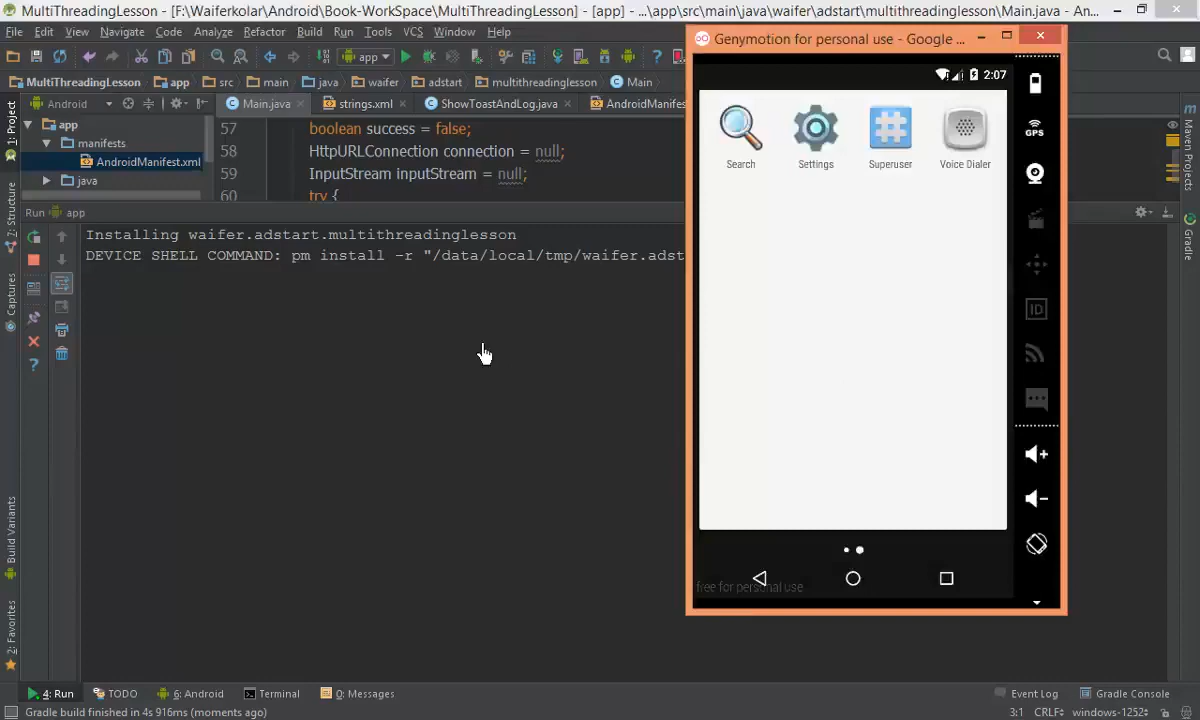 MultiThreadingLesson - [F:\Waiferkolar\Android\Book-WorkSpace\MultiThreadingLesson] - [app] - ...\app\src\main\java\waifer\adstart\multithreadinglesson\Main.java - An...
File Edit View Navigate Code Analyze Refactor Build Run Tools VCS Window Help
app
MultiThreadingLesson app src main java waifer adstart multithreadinglesson Main
Android
Main.java strings.xml ShowToastAndLog.java AndroidManifes
app
manifests
AndroidManifest.xml
java
57 boolean success = false;
58 HttpURLConnection connection = null;
59 InputStream inputStream = null;
60 try {
Run app
Installing waifer.adstart.multithreadinglesson
DEVICE SHELL COMMAND: pm install -r "/data/local/tmp/waifer.adst
1: Project
7: Structure
Captures
Build Variants
2: Favorites
Maven Projects
Gradle
Genymotion for personal use - Google ...
2:07
Search Settings Superuser Voice Dialer
free for personal use
GPS
ID
4: Run TODO 6: Android Terminal 0: Messages Event Log Gradle Console
Gradle build finished in 4s 916ms (moments ago) 3:1 CRLF windows-1252